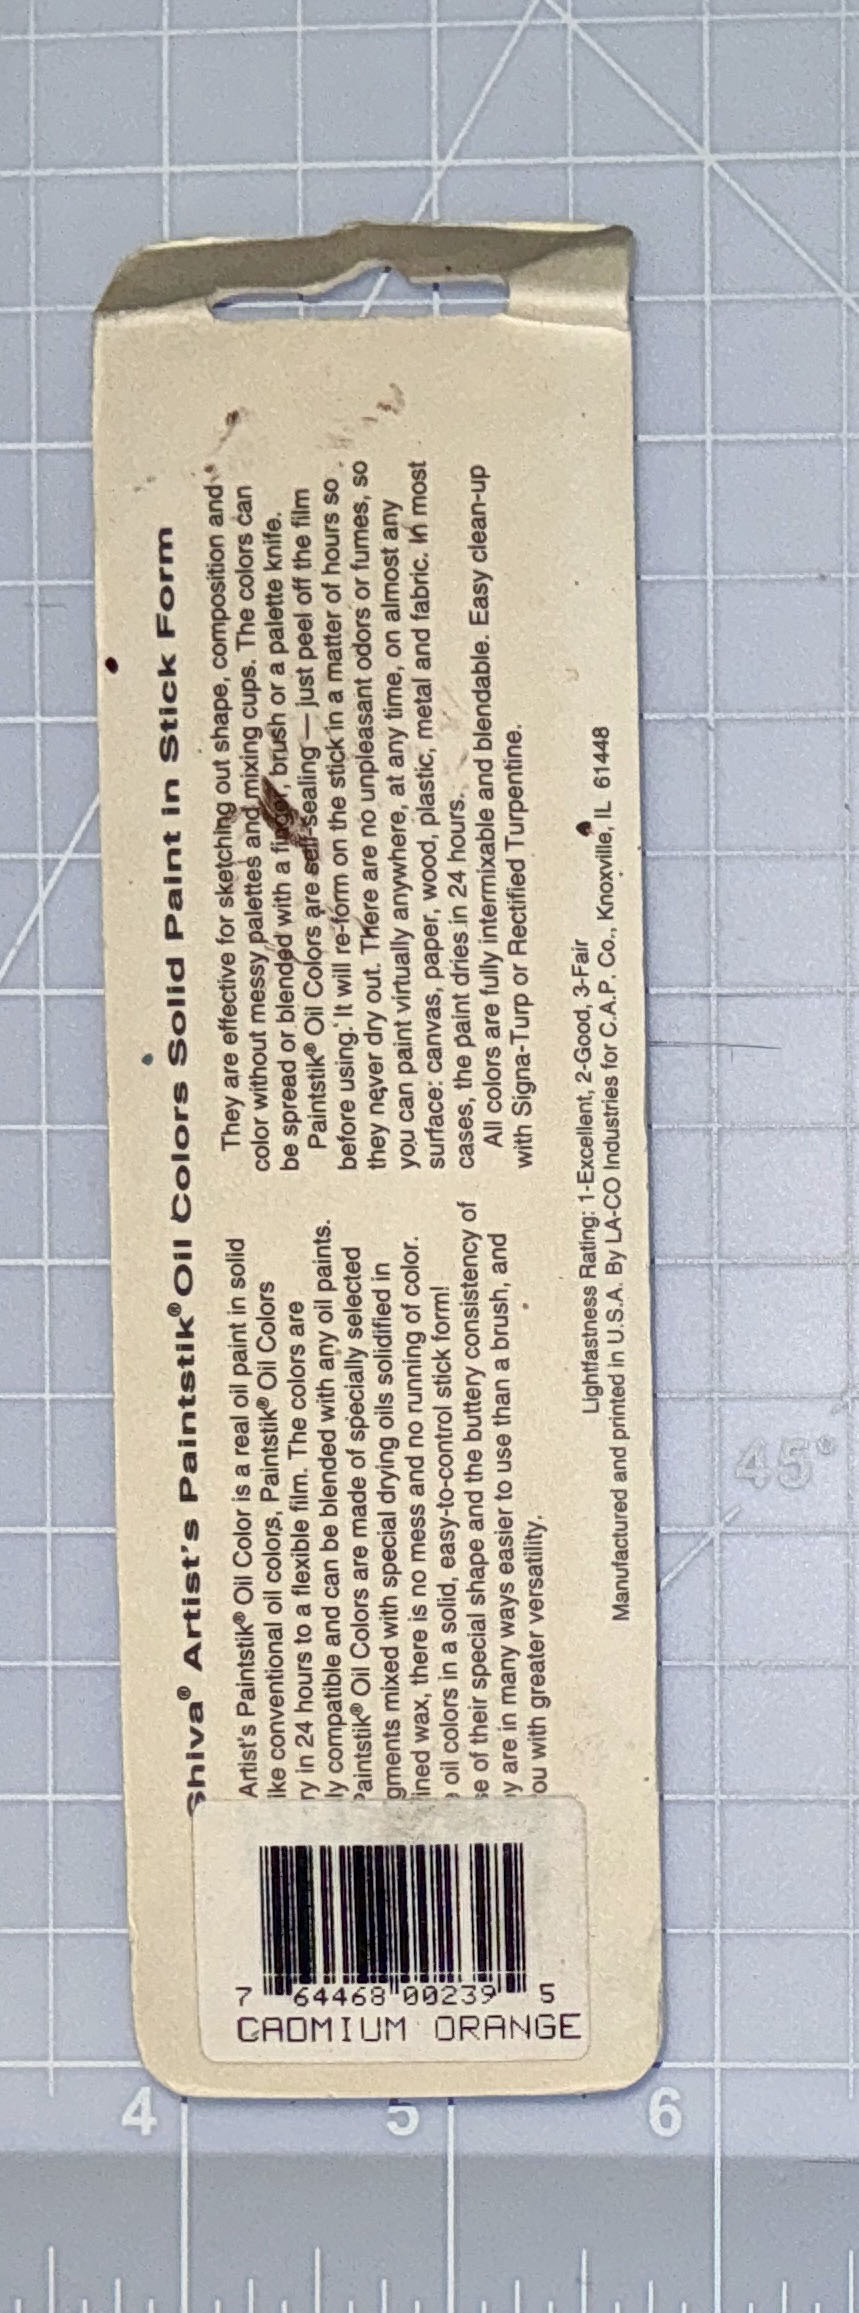 Shiva® Artist's Paintstik® Oil Colors Solid Paint in Stick Form
Artist's Paintstik® Oil Color is a real oil paint in solid
ike conventional oil colors, Paintstik® Oil Colors
ry in 24 hours to a flexible film. The colors are
ly compatible and can be blended with any oil paints.
Paintstik® Oil Colors are made of specially selected
gments mixed with special drying oils solidified in
ined wax, there is no mess and no running of color.
oil colors in a solid, easy-to-control stick form!
se of their special shape and the buttery consistency of
y are in many ways easier to use than a brush, and
ou with greater versatility.
They are effective for sketching out shape, composition and
color without messy palettes and mixing cups. The colors can
be spread or blended with a finger, brush or a palette knife.
Paintstik® Oil Colors are self-sealing — just peel off the film
before using. It will re-form on the stick in a matter of hours so
they never dry out. There are no unpleasant odors or fumes, so
you can paint virtually anywhere, at any time, on almost any
surface: canvas, paper, wood, plastic, metal and fabric. In most
cases, the paint dries in 24 hours.
All colors are fully intermixable and blendable. Easy clean-up
with Signa-Turp or Rectified Turpentine.
Lightfastness Rating: 1-Excellent, 2-Good, 3-Fair
Manufactured and printed in U.S.A. By LA-CO Industries for C.A.P. Co., Knoxville, IL 61448
7 64468 00239 5
CADMIUM ORANGE
4 5 6
45°